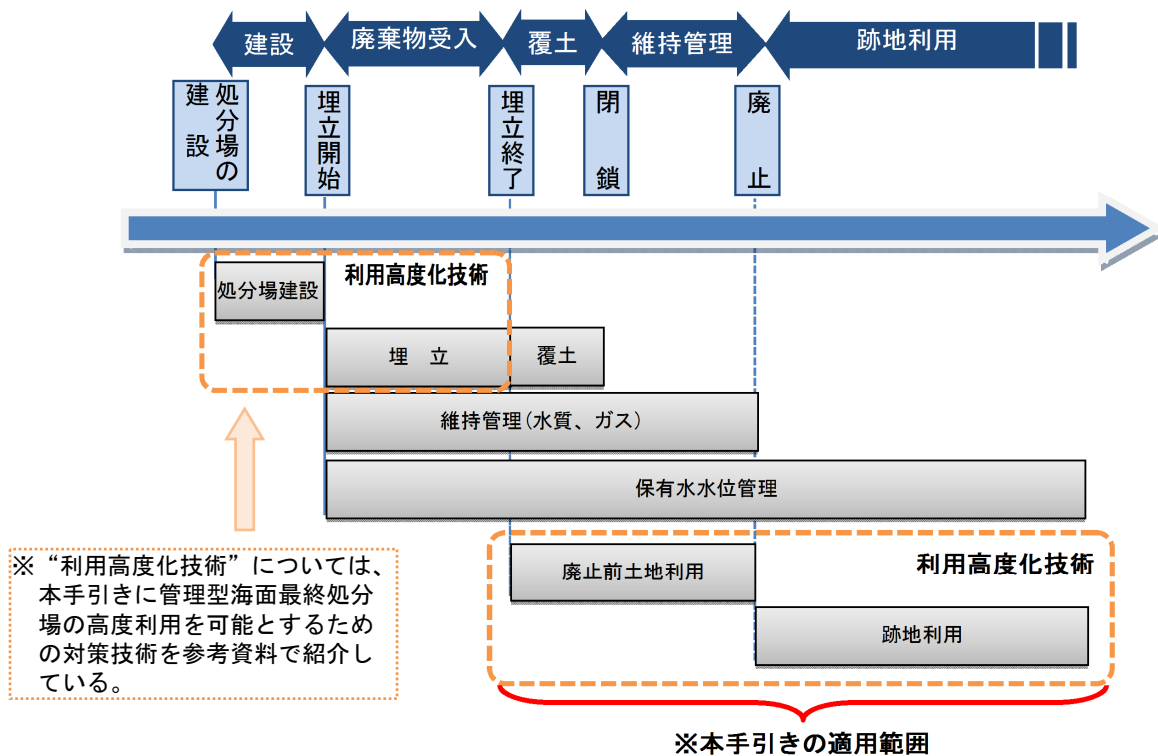 建設
廃棄物受入
覆土
維持管理
跡地利用
処分場の
建設
埋立開始
埋立終了
閉鎖
廃止
利用高度化技術
処分場建設
埋 立
覆土
維持管理(水質、ガス)
保有水水位管理
廃止前土地利用
利用高度化技術
跡地利用
※“利用高度化技術”については、
本手引きに管理型海面最終処分
場の高度利用を可能とするため
の対策技術を参考資料で紹介し
ている。
※本手引きの適用範囲